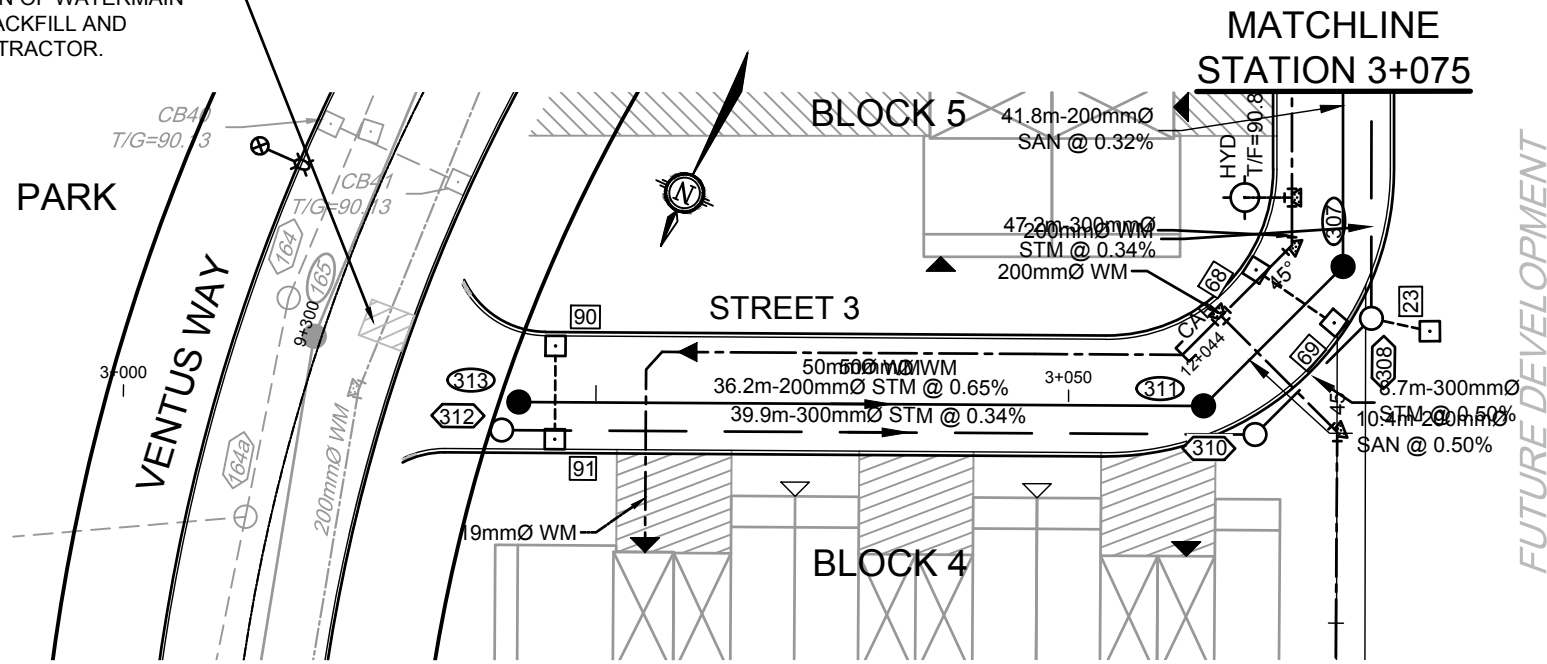 N OF WATERMAIN
ACKFILL AND
TRACTOR.
MATCHLINE
STATION 3+075
CB40
T/G=90.13
BLOCK 5
41.8m-200mmØ
SAN @ 0.32%
HYD
T/F=90.8
PARK
CB41
T/G=90.13
N
47.2m-300mmØ
STM @ 0.34%
200mmØ WM
200mmØ WM
307
45°
68
164
165
VENTUS WAY
9+300
STREET 3
90
CAP
12+044
23
69
308
FUTURE DEVELOPMENT
3+000
50mmØ WM
50mmØ WM
313
36.2m-200mmØ STM @ 0.65%
3+050
311
312
39.9m-300mmØ STM @ 0.34%
8.7m-300mmØ
STM @ 0.50%
10.4m-200mmØ
SAN @ 0.50%
45°
310
164a
200mmØ WM
91
19mmØ WM
BLOCK 4